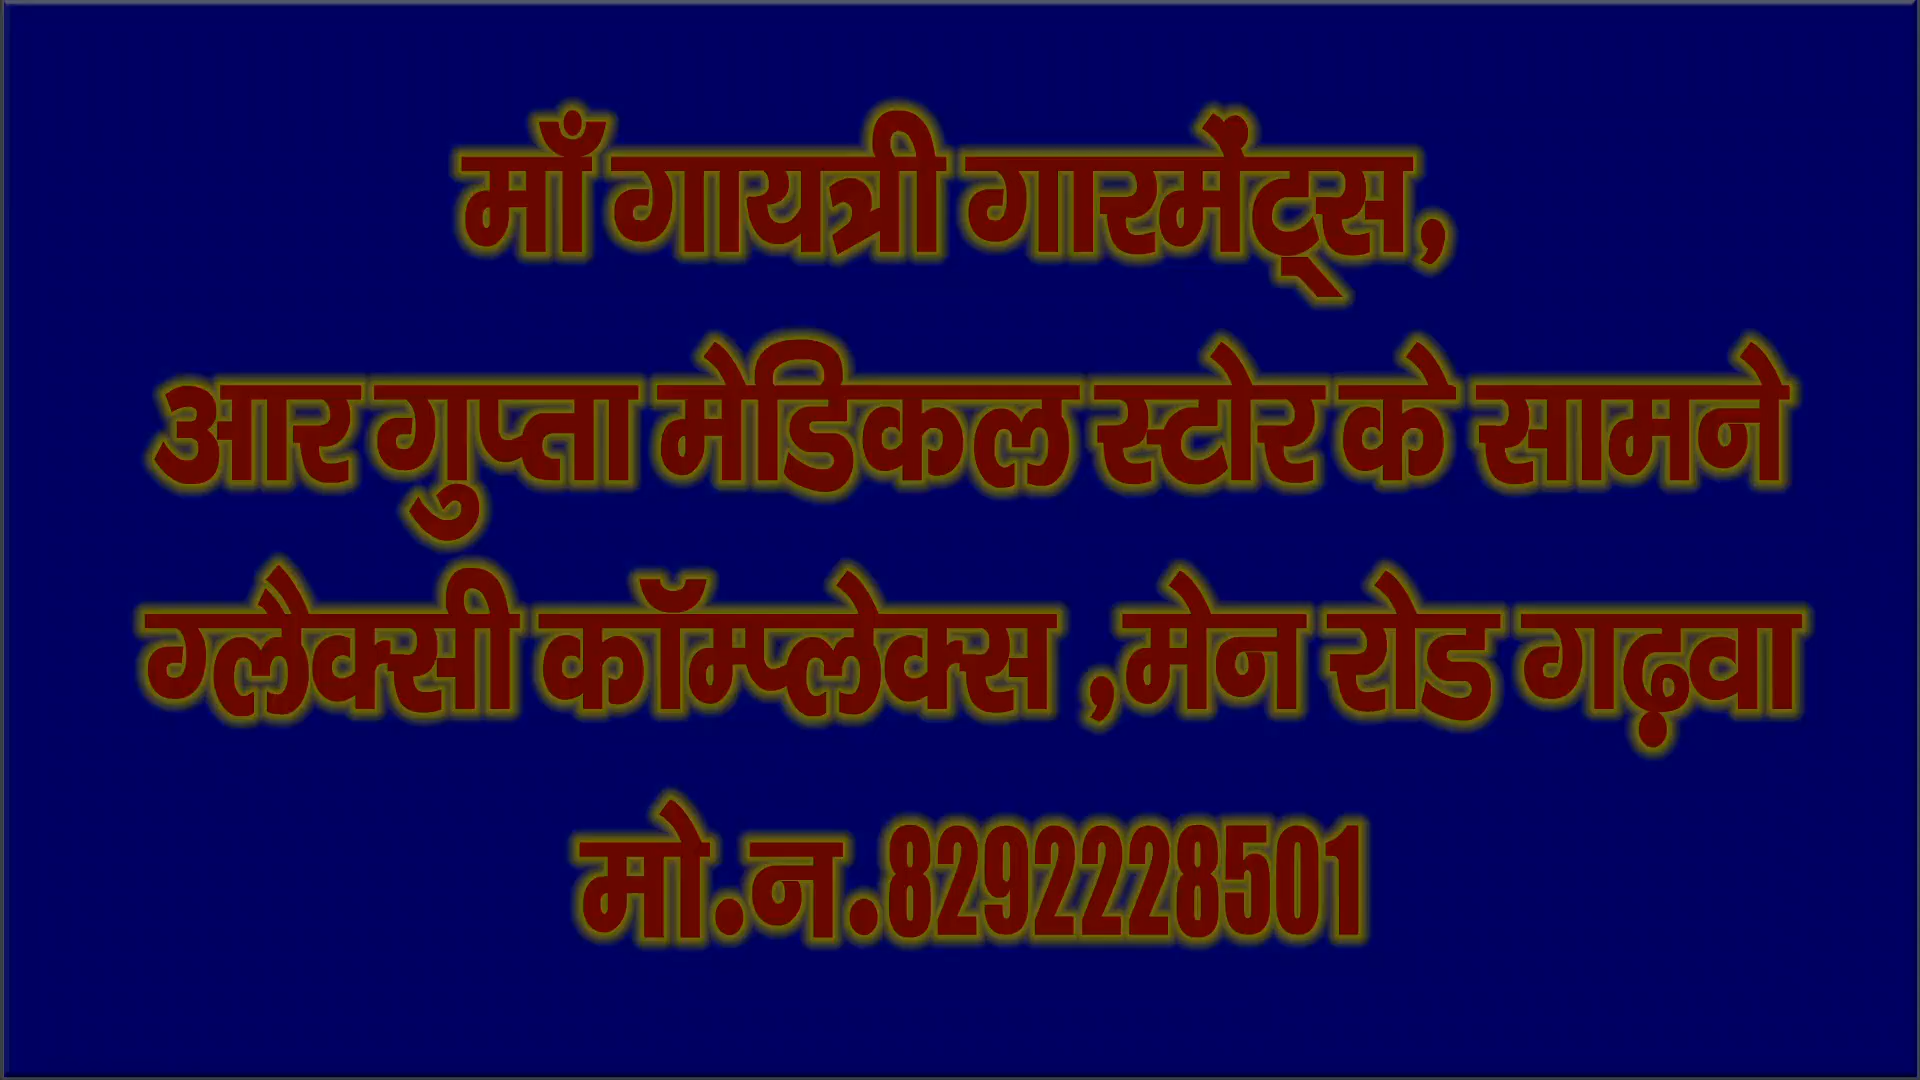 माँ गायत्री गारमेंट्स,
आर गुप्ता मेडिकल स्टोर के सामने
ग्लैक्सी कॉम्प्लेक्स ,मेन रोड गढ़वा
मो.न.8292228501